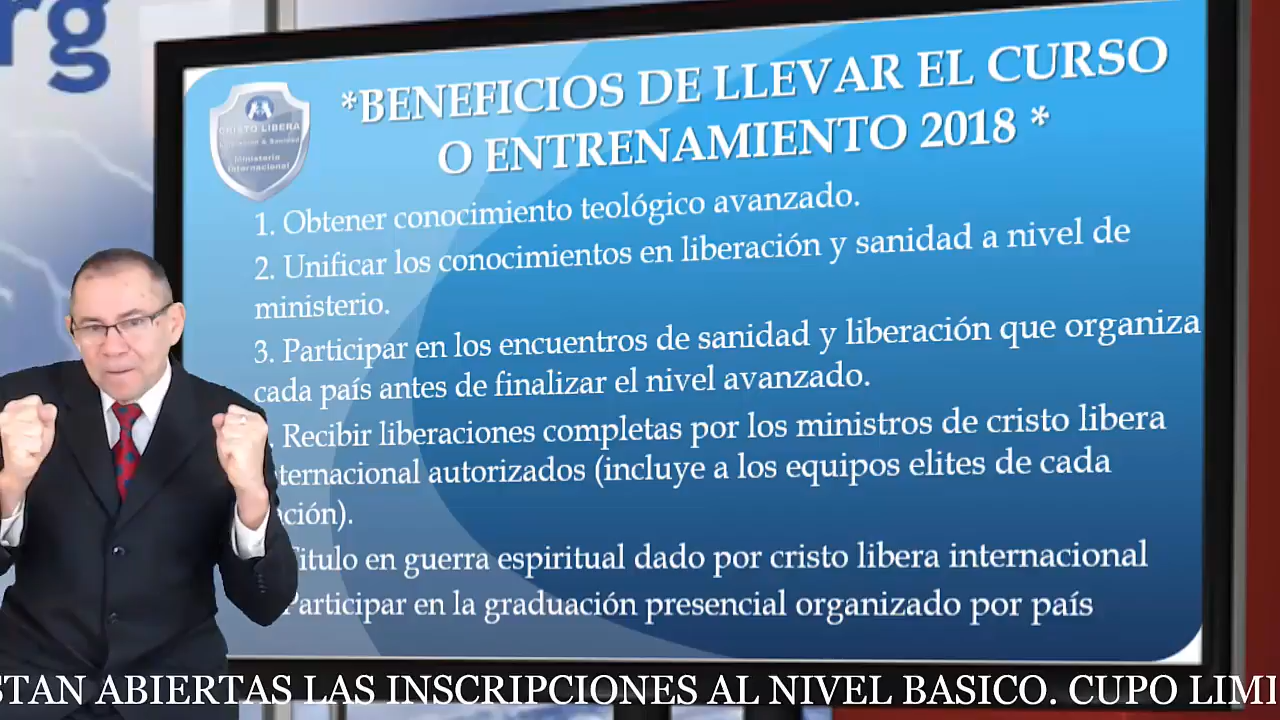 rg
*BENEFICIOS DE LLEVAR EL CURSO
O ENTRENAMIENTO 2018 *
CRISTO LIBERA
Ministerio
Internacional
1. Obtener conocimiento teológico avanzado.
2. Unificar los conocimientos en liberación y sanidad a nivel de
ministerio.
3. Participar en los encuentros de sanidad y liberación que organiza
cada país antes de finalizar el nivel avanzado.
. Recibir liberaciones completas por los ministros de cristo libera
ternacional autorizados (incluye a los equipos elites de cada
ción).
Titulo en guerra espiritual dado por cristo libera internacional
Participar en la graduación presencial organizado por país
STAN ABIERTAS LAS INSCRIPCIONES AL NIVEL BASICO. CUPO LIMI